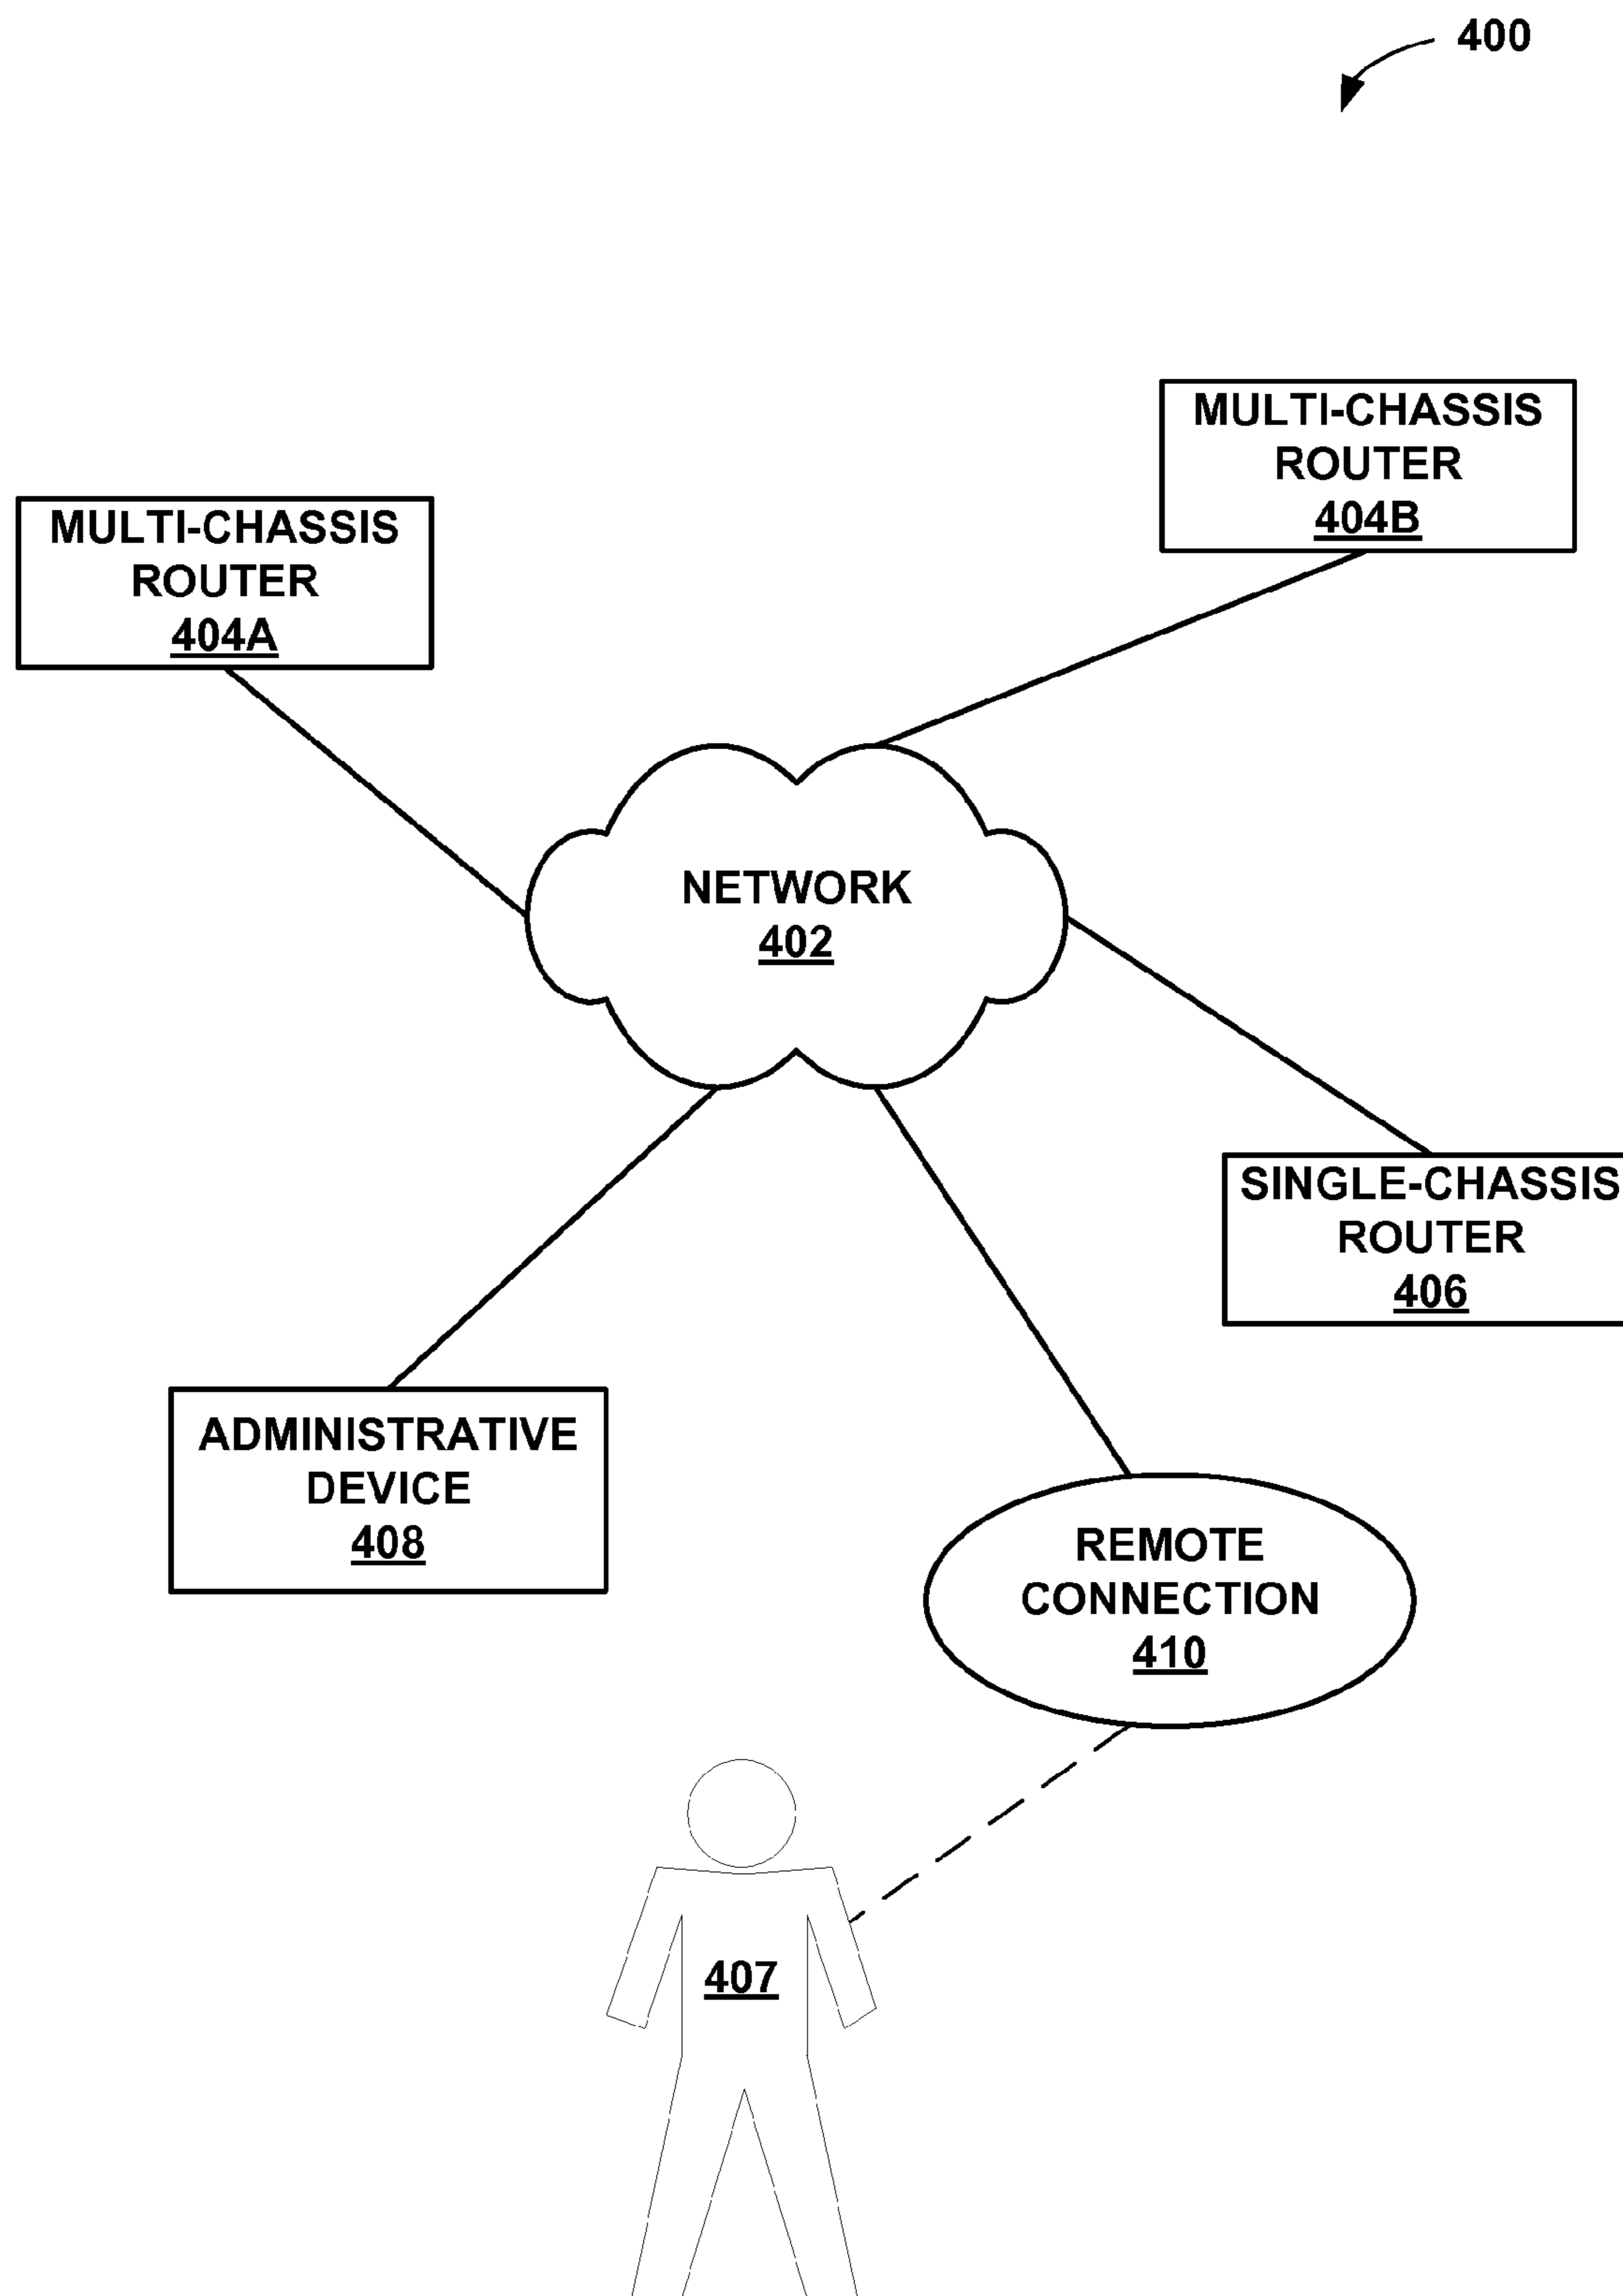 400
MULTI-CHASSIS
ROUTER
404B
MULTI-CHASSIS
ROUTER
404A
NETWORK
402
SINGLE-CHASSIS
ROUTER
406
ADMINISTRATIVE
DEVICE
408
REMOTE
CONNECTION
410
407